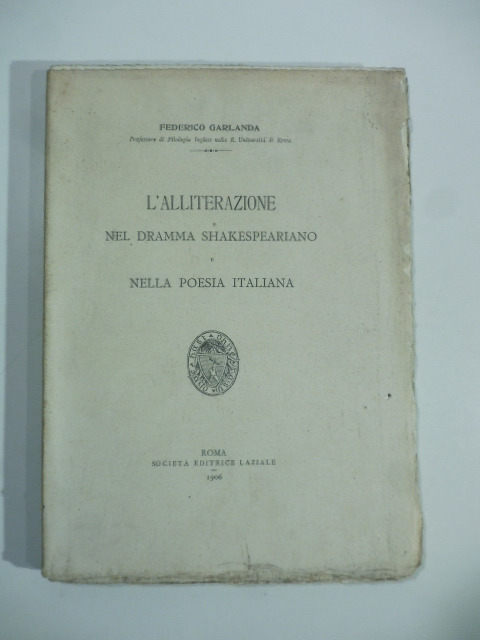 FEDERICO GARLANDA
Professore di Filologia Inglese nella R. Università di Roma
L'ALLITERAZIONE
NEL DRAMMA SHAKESPEARIANO
E
NELLA POESIA ITALIANA
ROMA
SOCIETÀ EDITRICE LAZIALE
1906